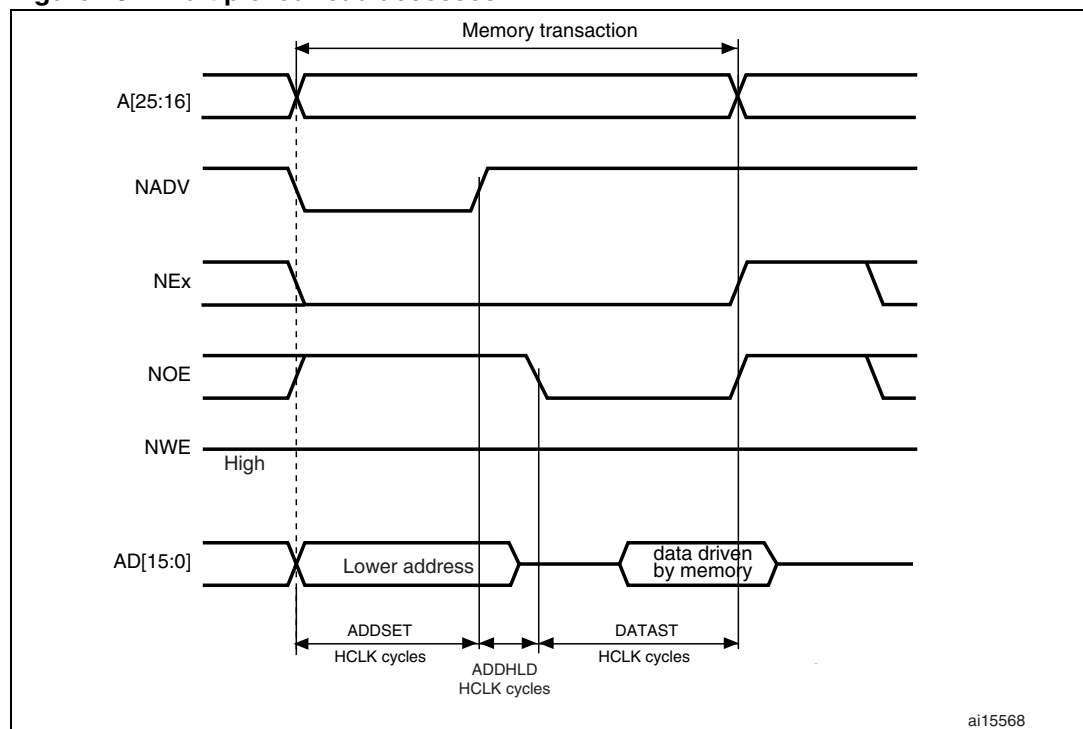 Memory transaction
A[25:16]
NADV
NEx
NOE
NWE
High
AD[15:0]
Lower address
data driven
by memory
ADDSET
HCLK cycles
ADDHLD
HCLK cycles
DATAST
HCLK cycles
ai15568